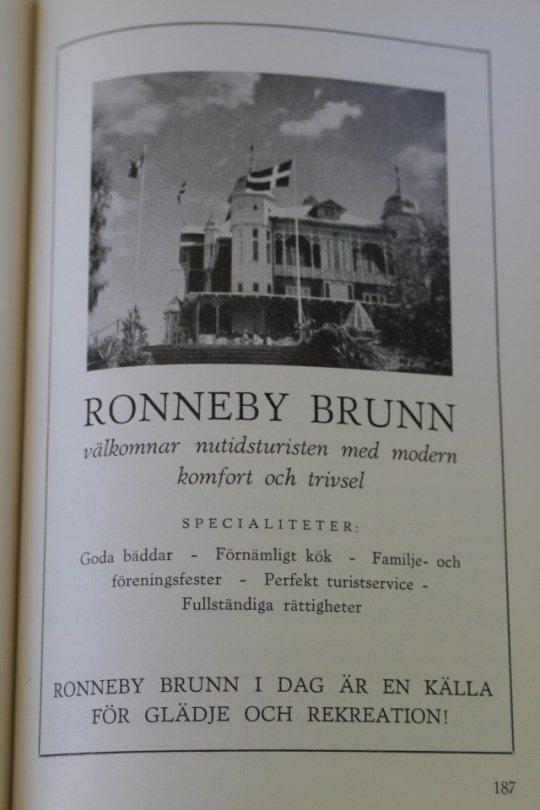 RONNEBY BRUNN
välkomnar nutidsturisten med modern
komfort och trivsel
SPECIALITETER:
Goda bäddar – Förnämligt kök – Familje- och
föreningsfester – Perfekt turistservice –
Fullständiga rättigheter
RONNEBY BRUNN I DAG ÄR EN KÄLLA
FÖR GLÄDJE OCH REKREATION!
187